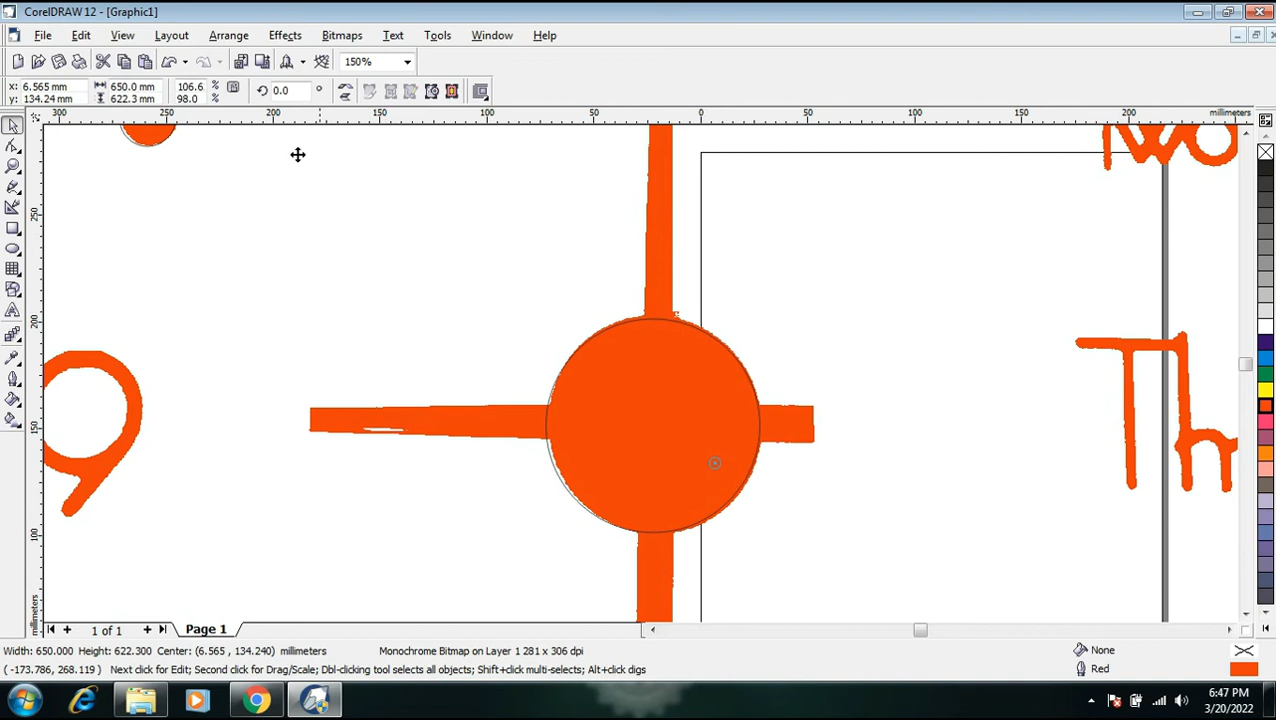 CorelDRAW 12 - [Graphic1]
File Edit View Layout Arrange Effects Bitmaps Text Tools Window Help
150%
x: 6.565 mm 650.0 mm 106.6 % 0.0 °
y: 134.24 mm 622.3 mm 98.0 %
300 250 200 150 100 50 0 50 100 150 200 millimeters
250
200
150
100
millimeters
Two
9
Th
1 of 1 Page 1
Width: 650.000 Height: 622.300 Center: (6.565 , 134.240) millimeters Monochrome Bitmap on Layer 1 281 x 306 dpi None
( -173.786, 268.119 ) Next click for Edit; Second click for Drag/Scale; Dbl-clicking tool selects all objects; Shift+click multi-selects; Alt+click digs Red
6:47 PM
3/20/2022